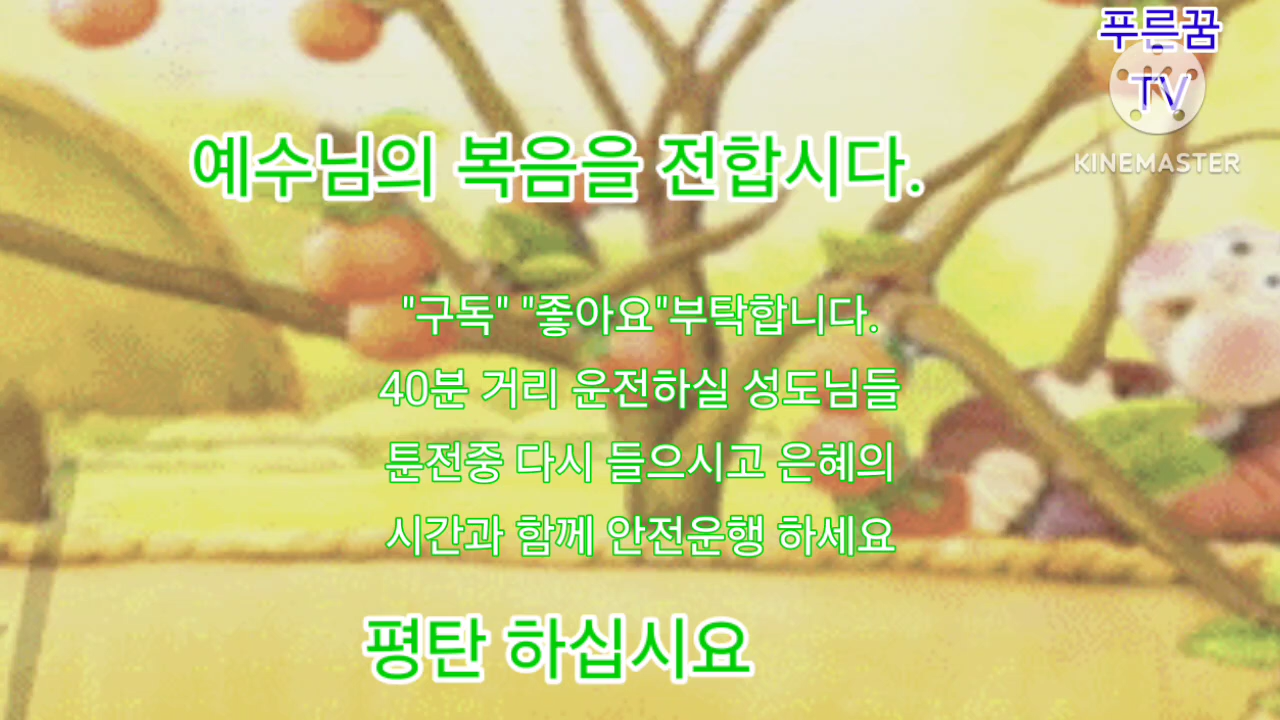 푸른꿈
TV
KINEMASTER
예수님의 복음을 전합시다.
"구독" "좋아요"부탁합니다.
40분 거리 운전하실 성도님들
툰전중 다시 들으시고 은혜의
시간과 함께 안전운행 하세요
평탄 하십시요